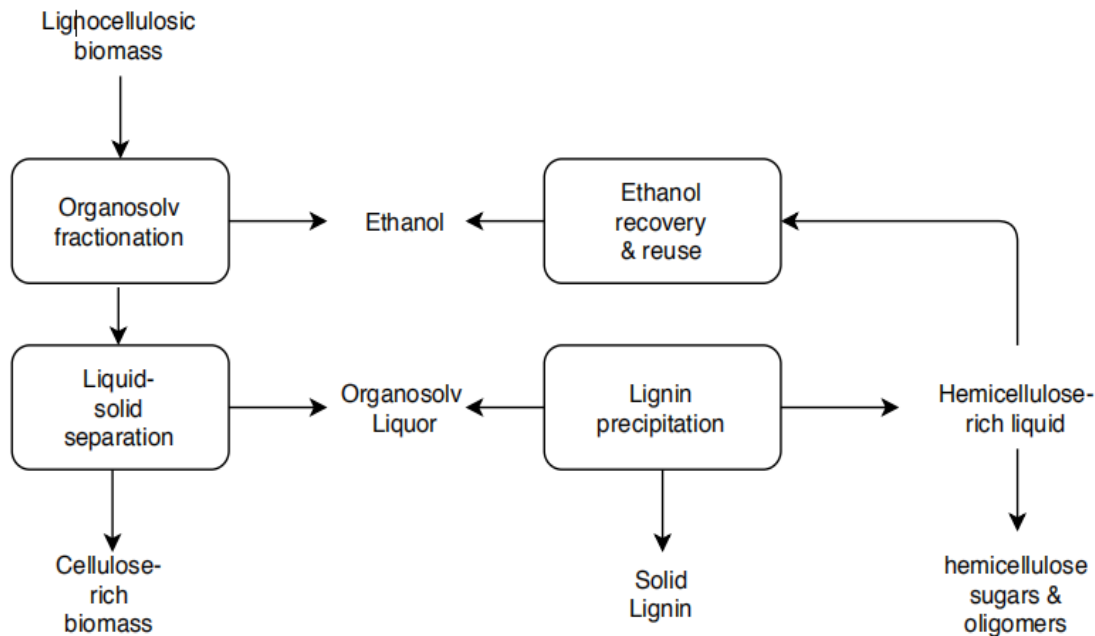 Lignocellulosic
biomass
Organosolv
fractionation
Ethanol
Ethanol
recovery
& reuse
Liquid-
solid
separation
Organosolv
Liquor
Lignin
precipitation
Hemicellulose-
rich liquid
Cellulose-
rich
biomass
Solid
Lignin
hemicellulose
sugars &
oligomers